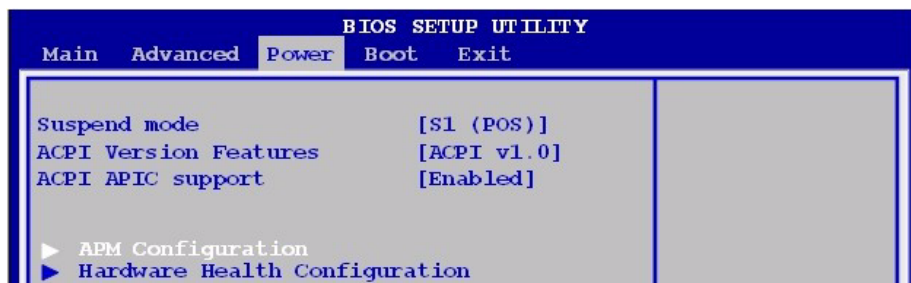 BIOS SETUP UTILITY
Main Advanced Power Boot Exit
Suspend mode [S1 (POS)]
ACPI Version Features [ACPI v1.0]
ACPI APIC support [Enabled]
▶ APM Configuration
▶ Hardware Health Configuration